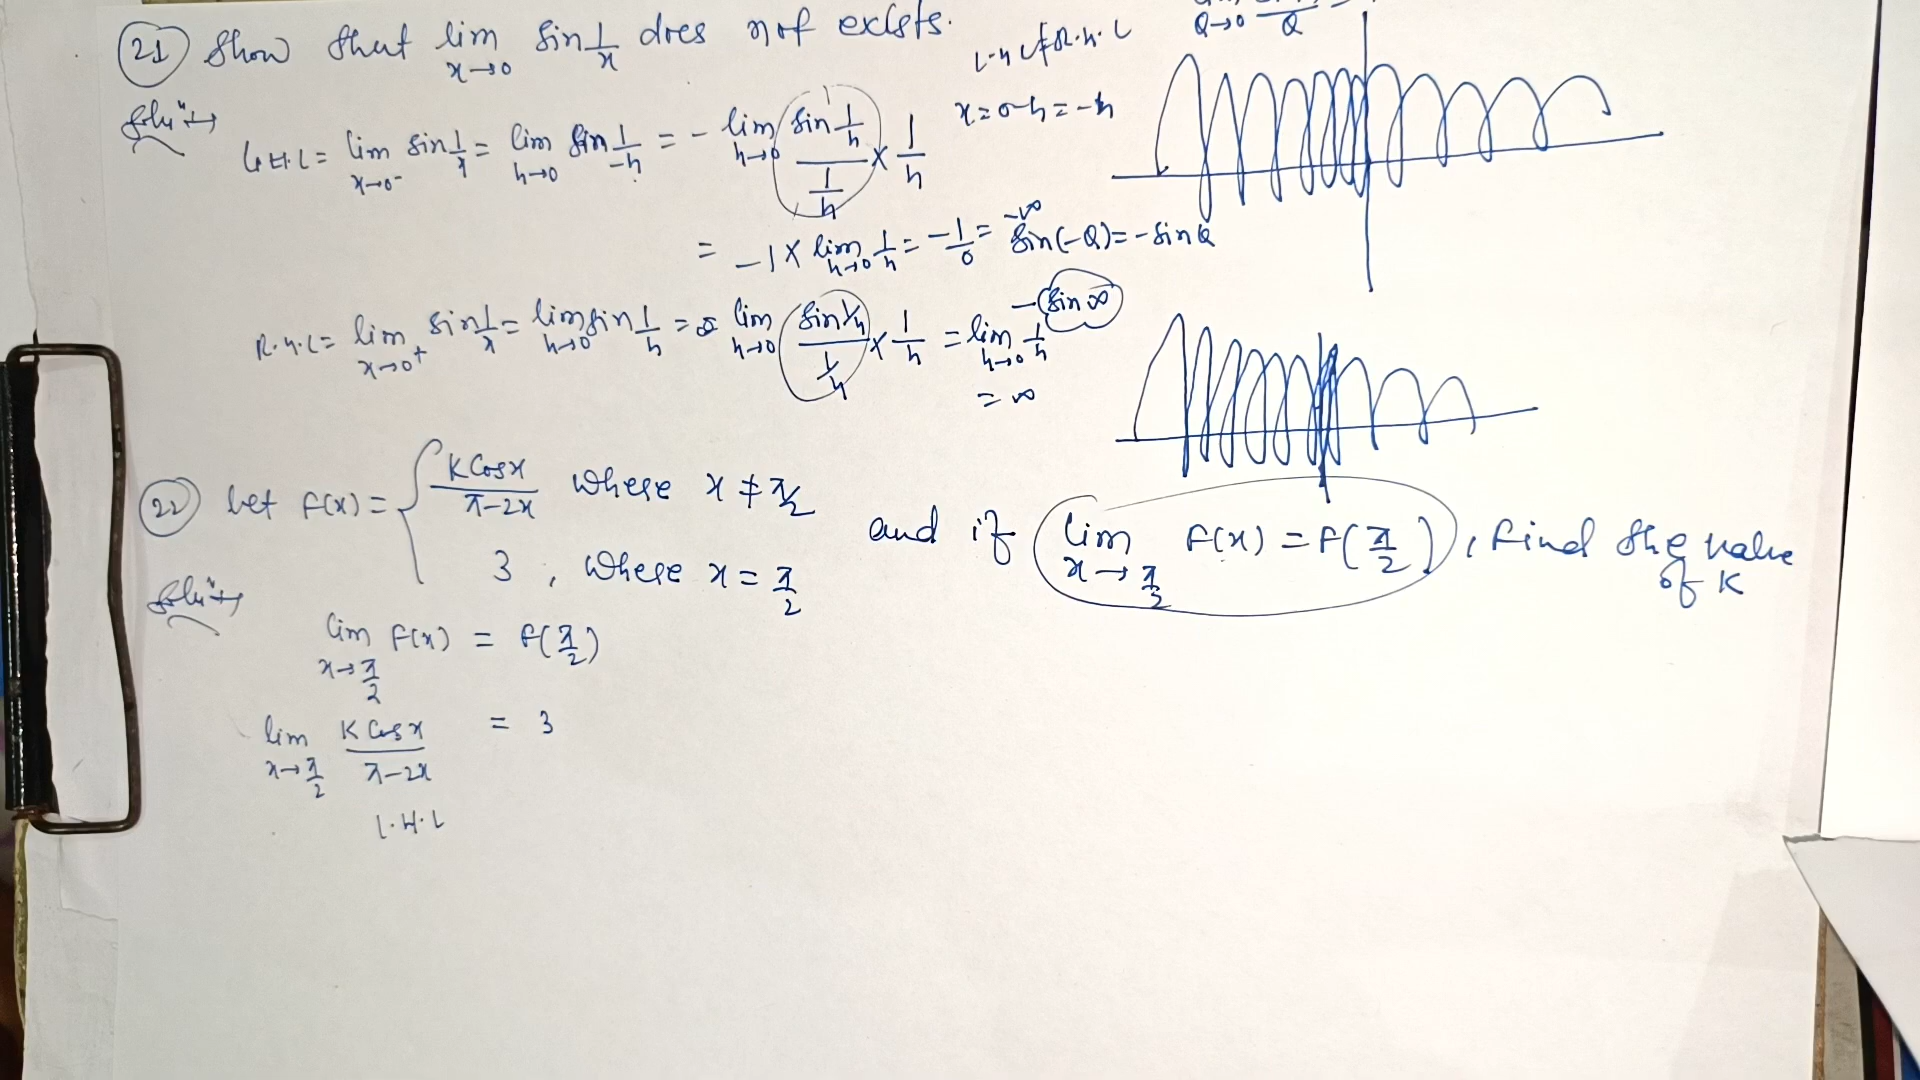 (21) Show that lim x→0 sin 1/x does not exists.
L.H.L ≠ R.H.L
θ→0 θ
Solu^n→
x = 0-h = -h
L.H.L = lim x→0⁻ sin 1/x = lim h→0 sin 1/-h = - lim h→0 (sin 1/h)/(1/h) × 1/h
= -1 × lim h→0 1/h = -1/0 = -∞
sin(-θ) = -sin θ
R.H.L = lim x→0⁺ sin 1/x = lim h→0 sin 1/h = lim h→0 (sin 1/h)/(1/h) × 1/h = lim h→0 1/h
-(sin ∞)
= ∞
(22) Let f(x) = { K Cos x / π-2x where x ≠ π/2
3 , where x = π/2
and if lim x→π/2 f(x) = f(π/2), find the value of K
Solu^n→
lim x→π/2 f(x) = f(π/2)
lim x→π/2 K Cos x / π-2x = 3
L.H.L